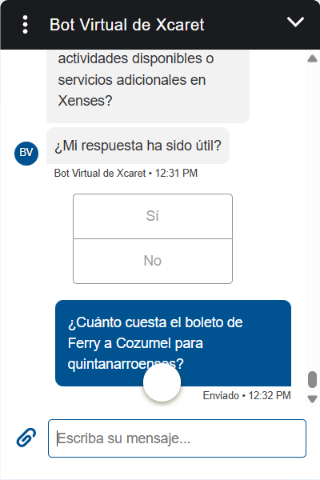 Bot Virtual de Xcaret
actividades disponibles o
servicios adicionales en
Xenses?
BV
¿Mi respuesta ha sido útil?
Bot Virtual de Xcaret • 12:31 PM
Sí
No
¿Cuánto cuesta el boleto de
Ferry a Cozumel para
quintanarroenses?
Enviado • 12:32 PM
Escriba su mensaje...